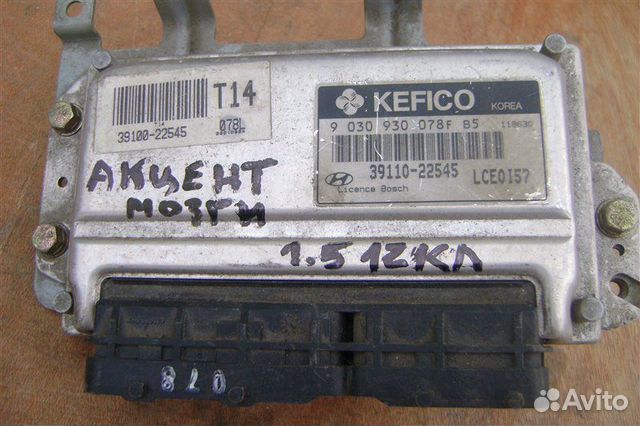 T14
39100-22545
078L
KEFICO
KOREA
9 030 930 078F B5
118630
39110-22545
LCE0157
Licence Bosch
АКЦЕНТ
МОЗГИ
1.5 12КЛ
078
Avito